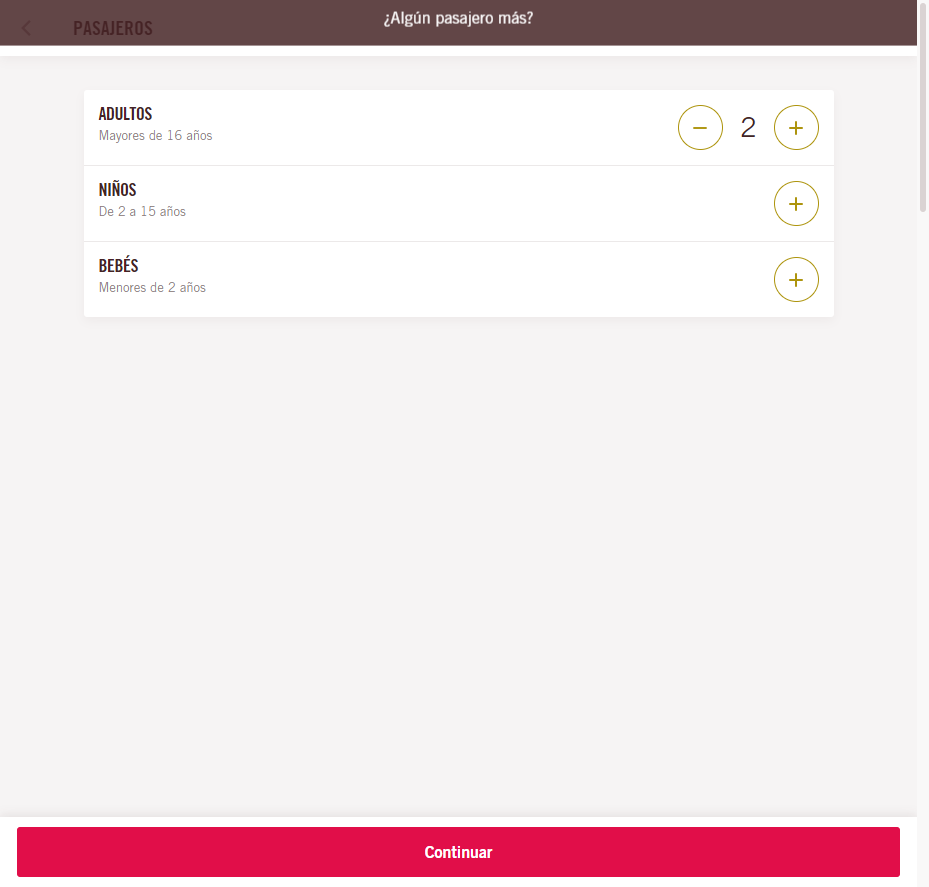 ¿Algún pasajero más?
PASAJEROS
ADULTOS
Mayores de 16 años
2
NIÑOS
De 2 a 15 años
BEBÉS
Menores de 2 años
Continuar